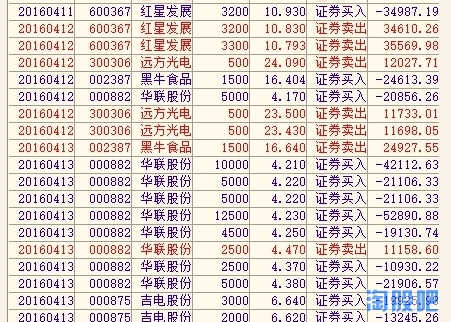 20160411 600367 红星发展 3200 10.930 证券买入 -34987.19
20160412 600367 红星发展 3200 10.830 证券卖出 34610.26
20160412 600367 红星发展 3300 10.793 证券卖出 35569.98
20160412 300306 远方光电 500 24.090 证券卖出 12027.71
20160412 002387 黑牛食品 1500 16.404 证券买入 -24613.39
20160412 000882 华联股份 5000 4.170 证券买入 -20856.26
20160412 300306 远方光电 500 23.500 证券卖出 11733.01
20160412 300306 远方光电 500 23.430 证券卖出 11698.05
20160413 002387 黑牛食品 1500 16.640 证券卖出 24927.55
20160413 000882 华联股份 10000 4.210 证券买入 -42112.63
20160413 000882 华联股份 5000 4.220 证券买入 -21106.33
20160413 000882 华联股份 5000 4.220 证券买入 -21106.33
20160413 000882 华联股份 12500 4.230 证券买入 -52890.88
20160413 000882 华联股份 4500 4.250 证券买入 -19130.74
20160413 000882 华联股份 2500 4.470 证券卖出 11158.60
20160413 000882 华联股份 2500 4.370 证券买入 -10930.22
20160413 000882 华联股份 5000 4.380 证券买入 -21906.57
20160413 000875 吉电股份 3000 6.640 证券买入
20160413 000875 吉电股份 2000 6.620 证券买入 -13245.26
淘股吧